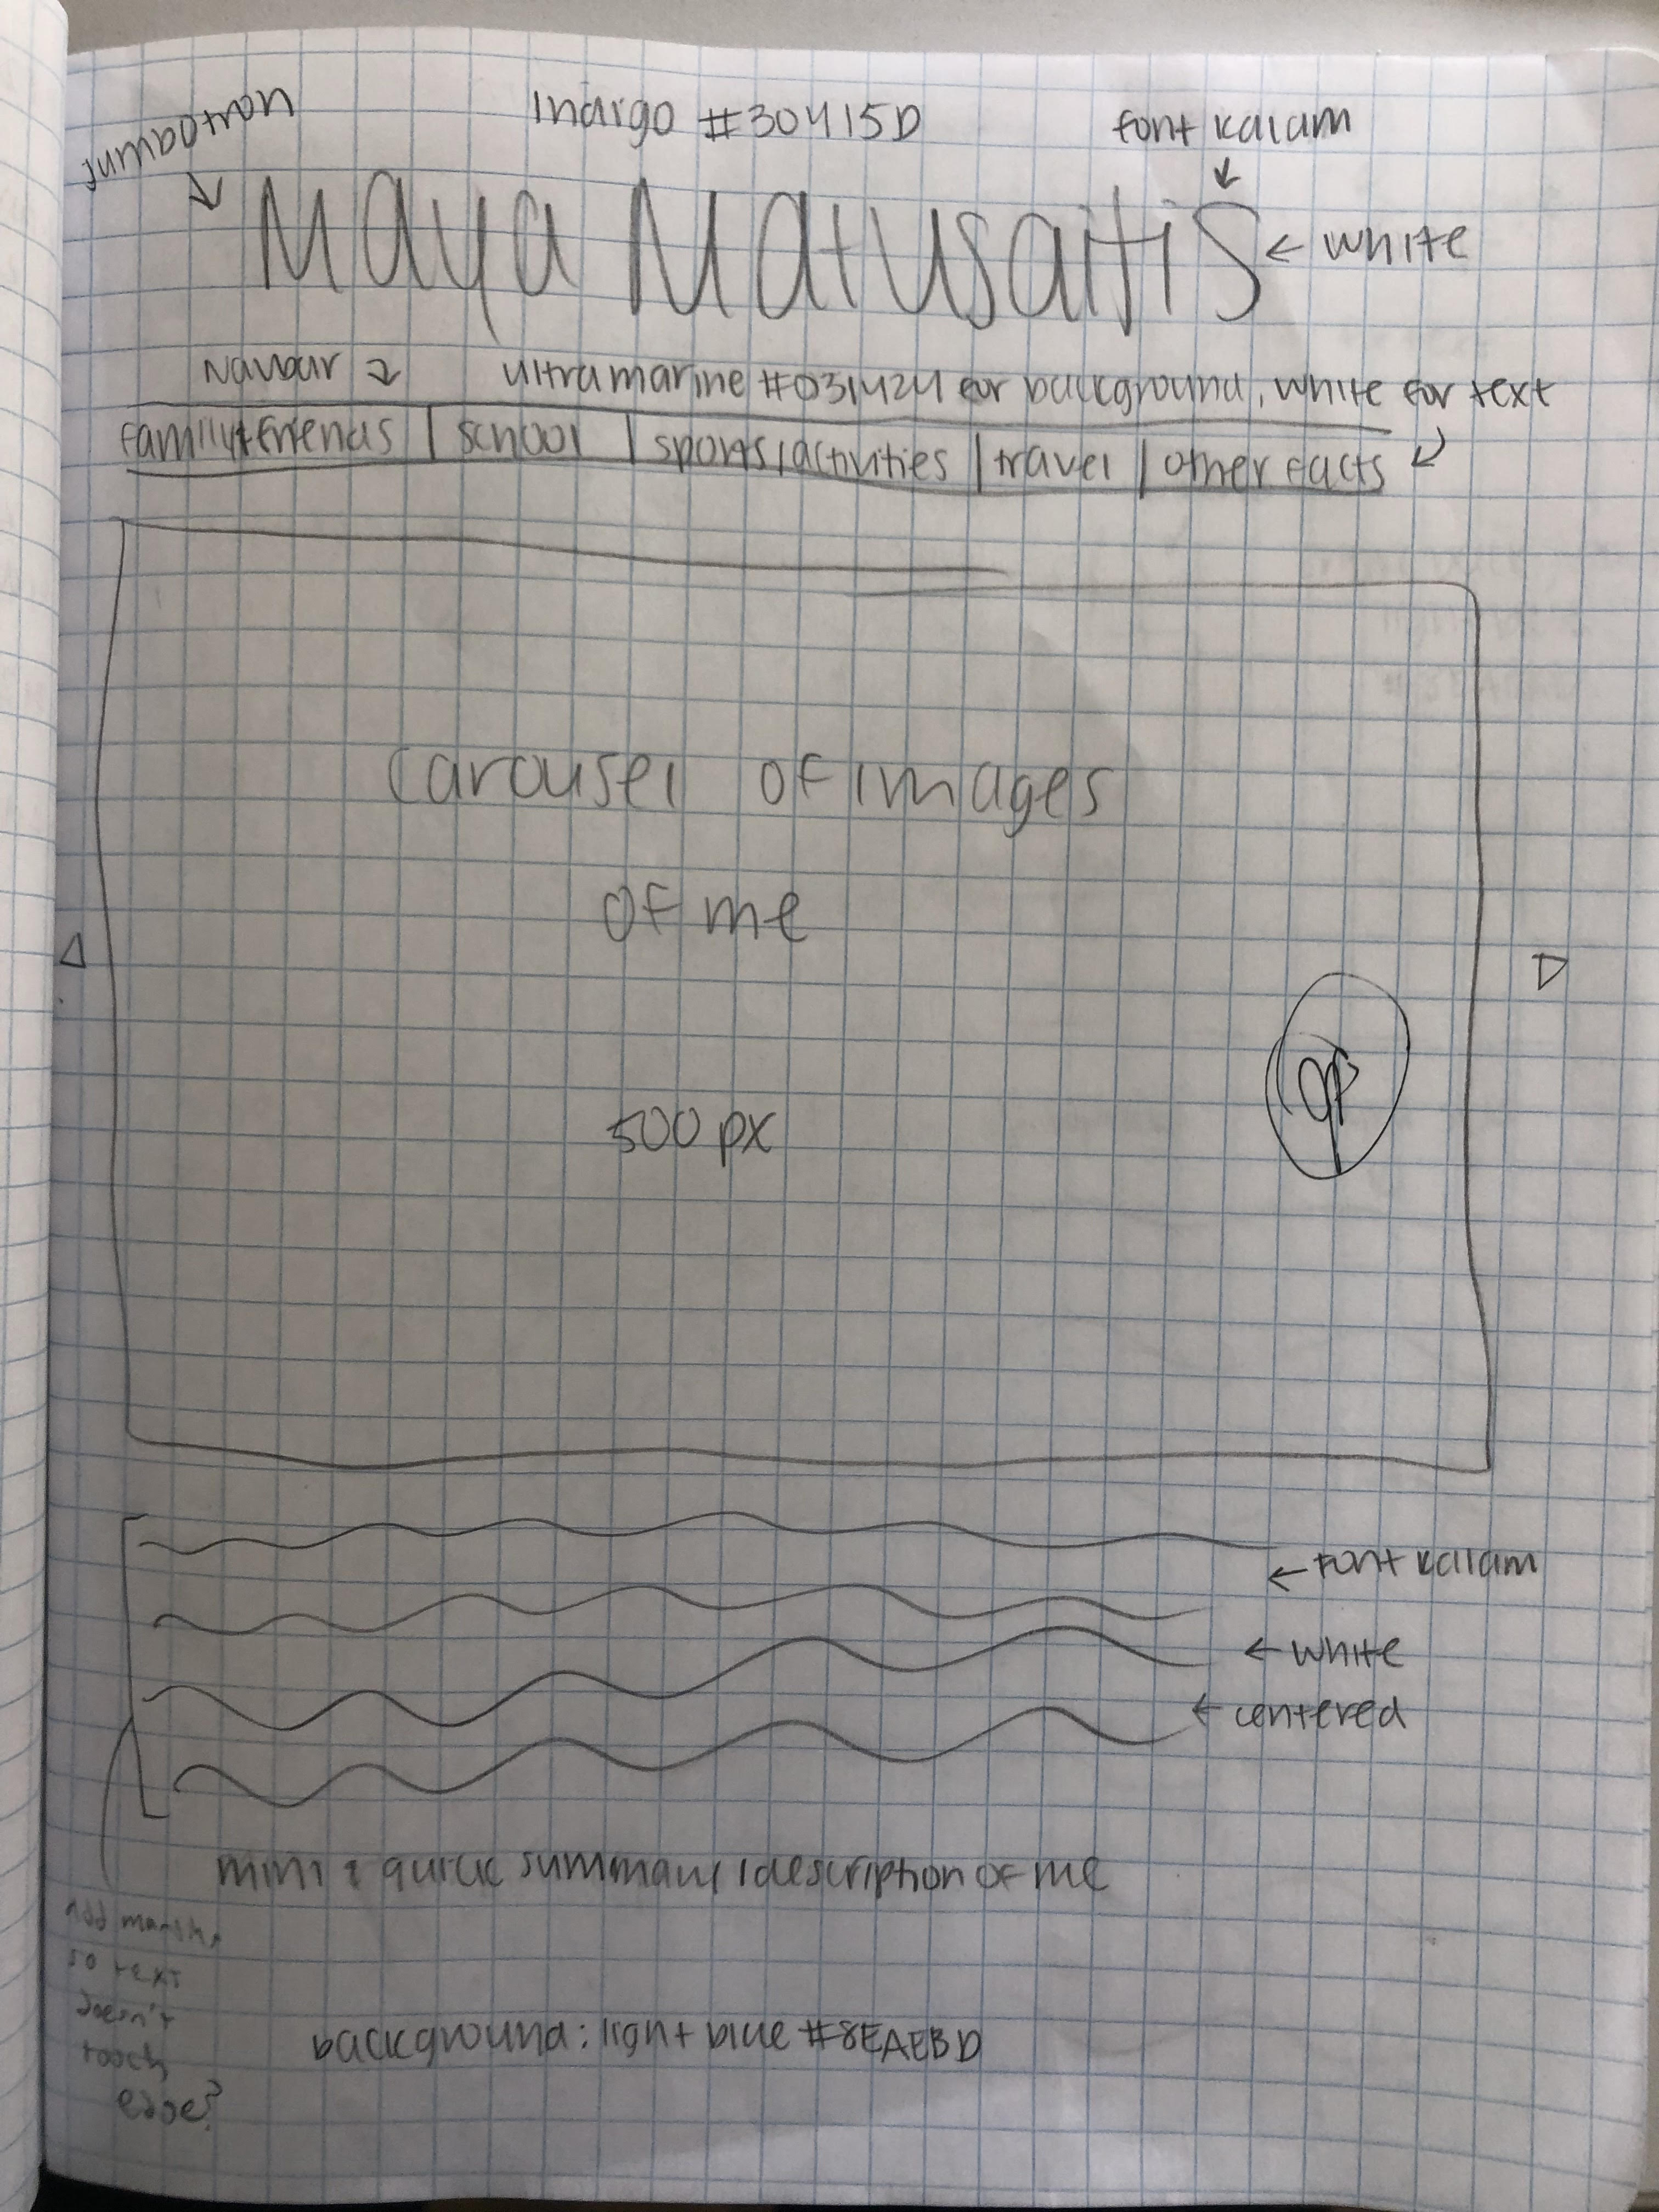 jumbotron
Indigo #30415D
font Kalam
Maya Matusaitis
white
Navbar
ultramarine #031424 for background, white for text
family+friends | school | sports/activities | travel | other facts
carousel of images
of me
500 px
font Kalam
white
centered
mini & quick summary/description of me
add margin,
so text
doesn't
touch
edge?
background: light blue #8EAEBD